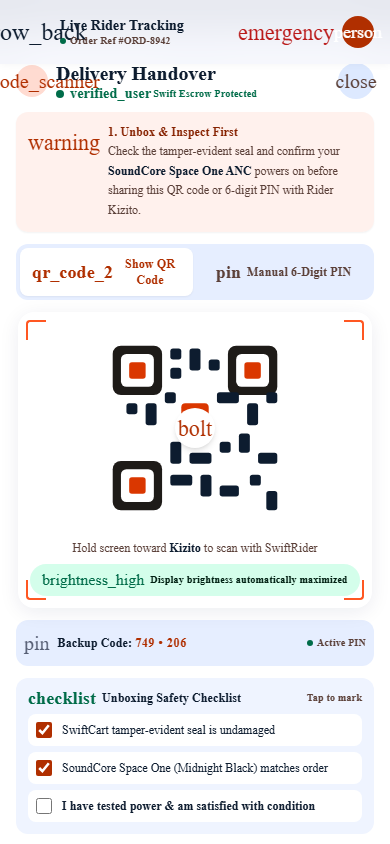 ow_back Live Rider Tracking emergency person
Order Ref #ORD-8942
ode_scanner Delivery Handover close
verified_user Swift Escrow Protected
warning 1. Unbox & Inspect First
Check the tamper-evident seal and confirm your
SoundCore Space One ANC powers on before
sharing this QR code or 6-digit PIN with Rider
Kizito.
qr_code_2 Show QR Code
pin Manual 6-Digit PIN
bolt
Hold screen toward Kizito to scan with SwiftRider
brightness_high Display brightness automatically maximized
pin Backup Code: 749 • 206 Active PIN
checklist Unboxing Safety Checklist Tap to mark
SwiftCart tamper-evident seal is undamaged
SoundCore Space One (Midnight Black) matches order
I have tested power & am satisfied with condition